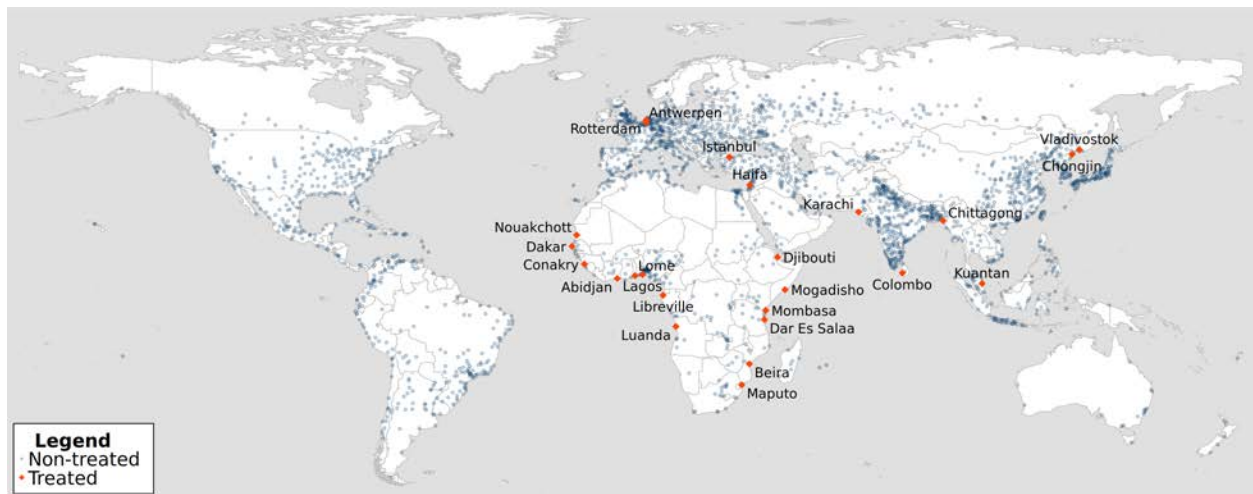 Antwerpen
Rotterdam
Istanbul
Haifa
Vladivostok
Chongjin
Karachi
Chittagong
Nouakchott
Dakar
Conakry
Abidjan
Lome
Lagos
Libreville
Luanda
Djibouti
Mogadisho
Mombasa
Dar Es Salaa
Beira
Maputo
Colombo
Kuantan
Legend
Non-treated
Treated